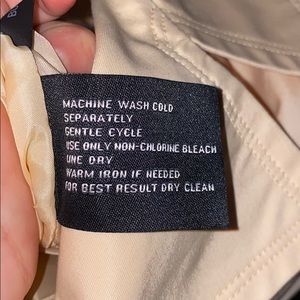 MACHINE WASH COLD
SEPARATELY
GENTLE CYCLE
USE ONLY NON-CHLORINE BLEACH
LINE DRY
WARM IRON IF NEEDED
FOR BEST RESULT DRY CLEAN